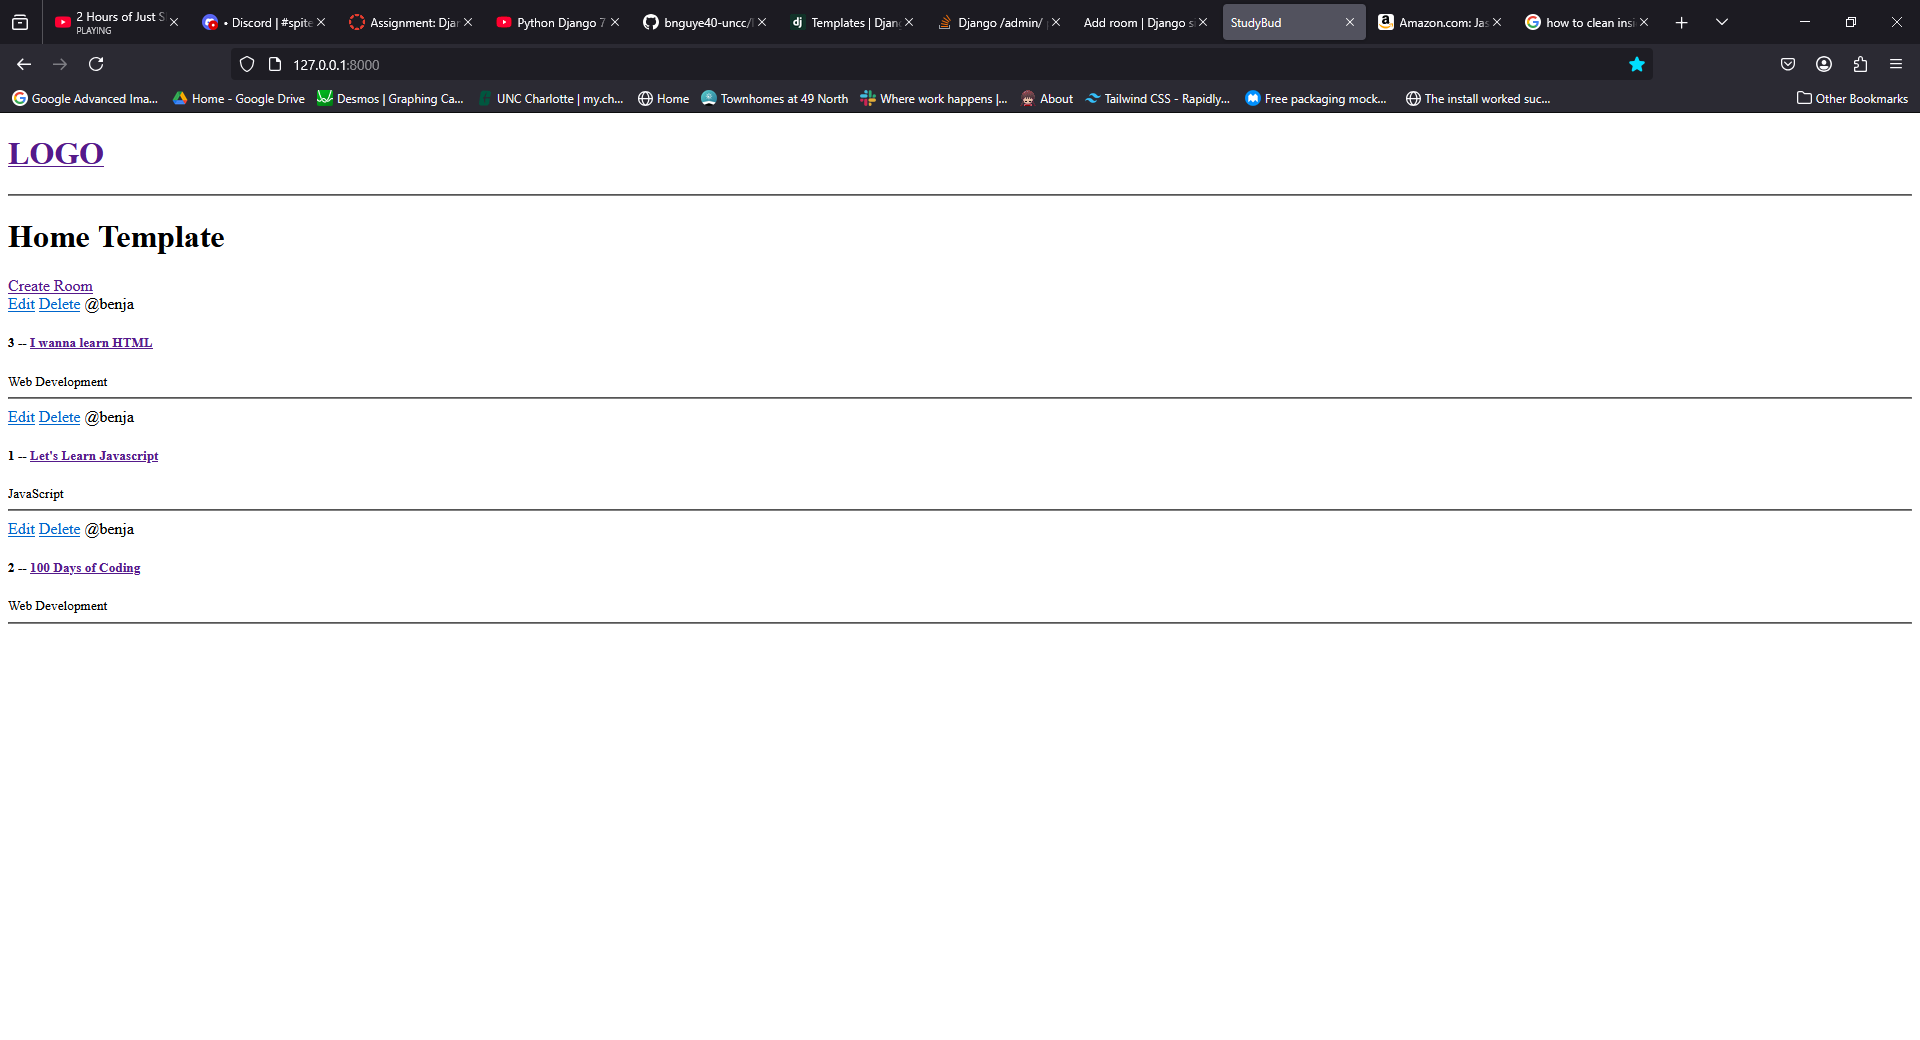 2 Hours of Just S
PLAYING
• Discord | #spite
Assignment: Djar
Python Django 7
bnguye40-uncc/
Templates | Djan
Django /admin/
Add room | Django s
StudyBud
Amazon.com: Jas
how to clean insi
127.0.0.1:8000
Google Advanced Ima...
Home - Google Drive
Desmos | Graphing Ca...
UNC Charlotte | my.ch...
Home
Townhomes at 49 North
Where work happens |...
About
Tailwind CSS - Rapidly...
Free packaging mock...
The install worked suc...
Other Bookmarks
LOGO
Home Template
Create Room
Edit Delete @benja
3 -- I wanna learn HTML
Web Development
Edit Delete @benja
1 -- Let's Learn Javascript
JavaScript
Edit Delete @benja
2 -- 100 Days of Coding
Web Development